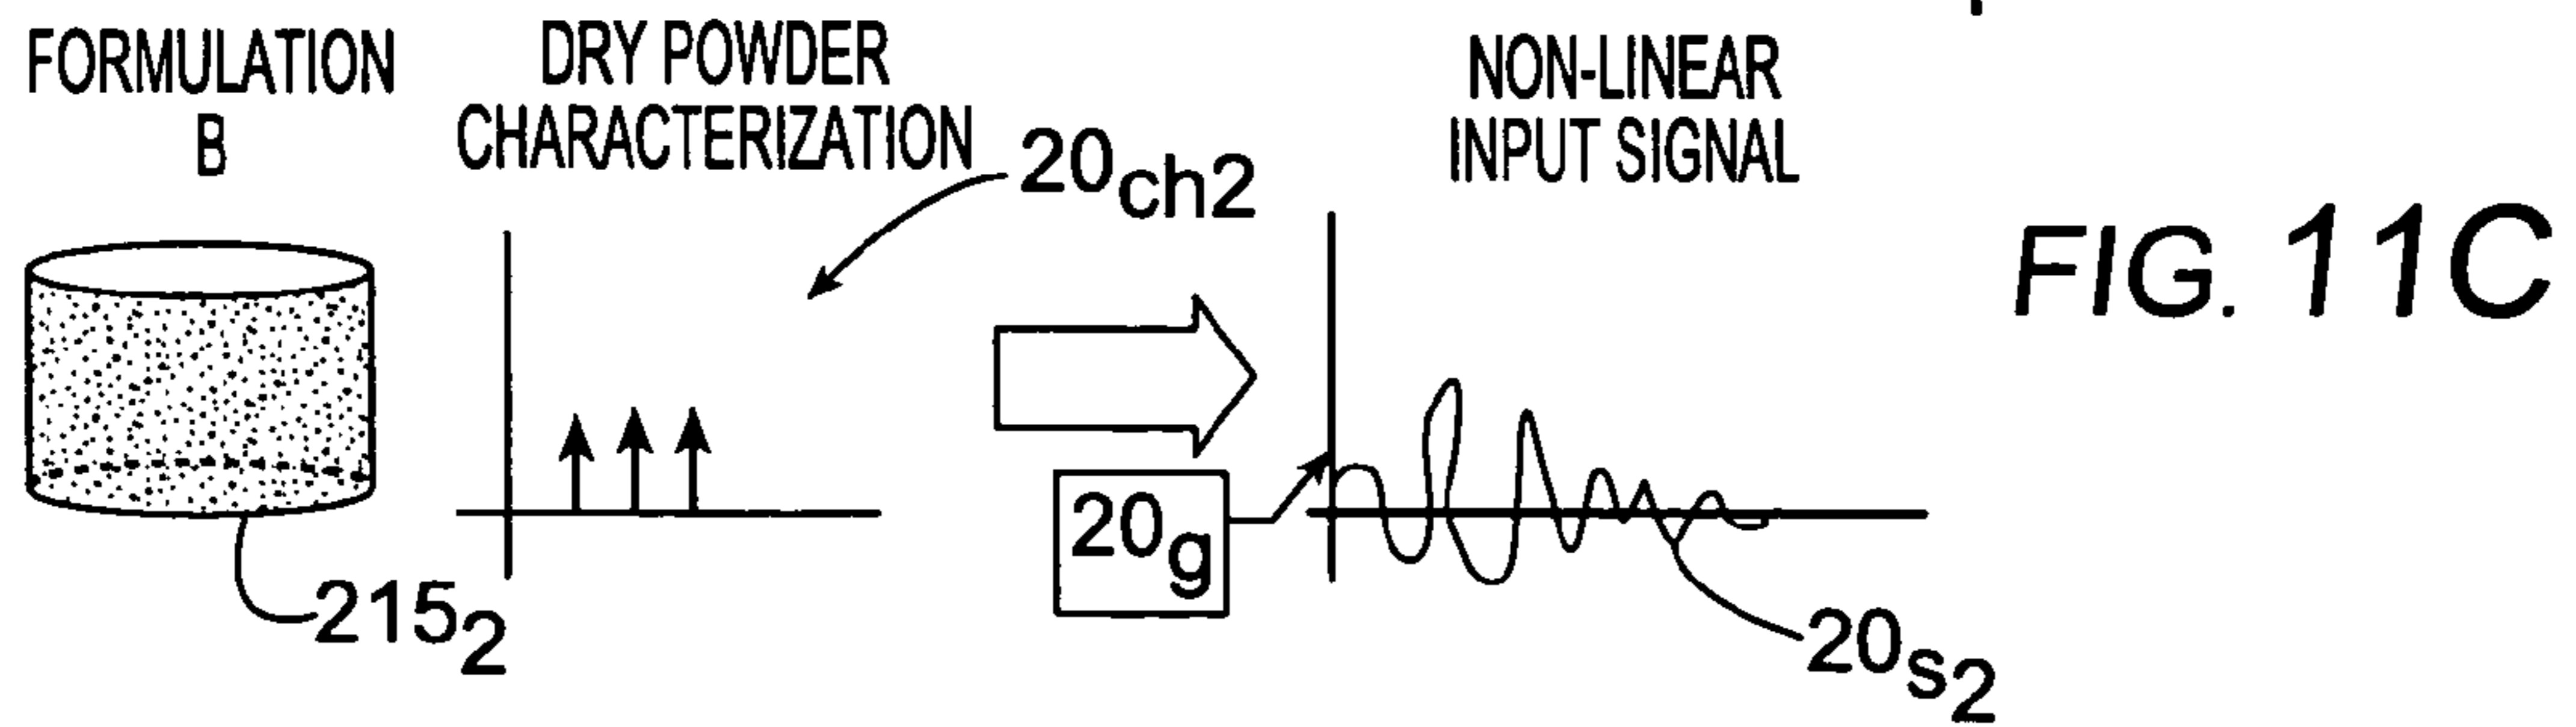 FORMULATION
B
DRY POWDER
CHARACTERIZATION
20ch2
NON-LINEAR
INPUT SIGNAL
FIG. 11C
20g
2152
20s2